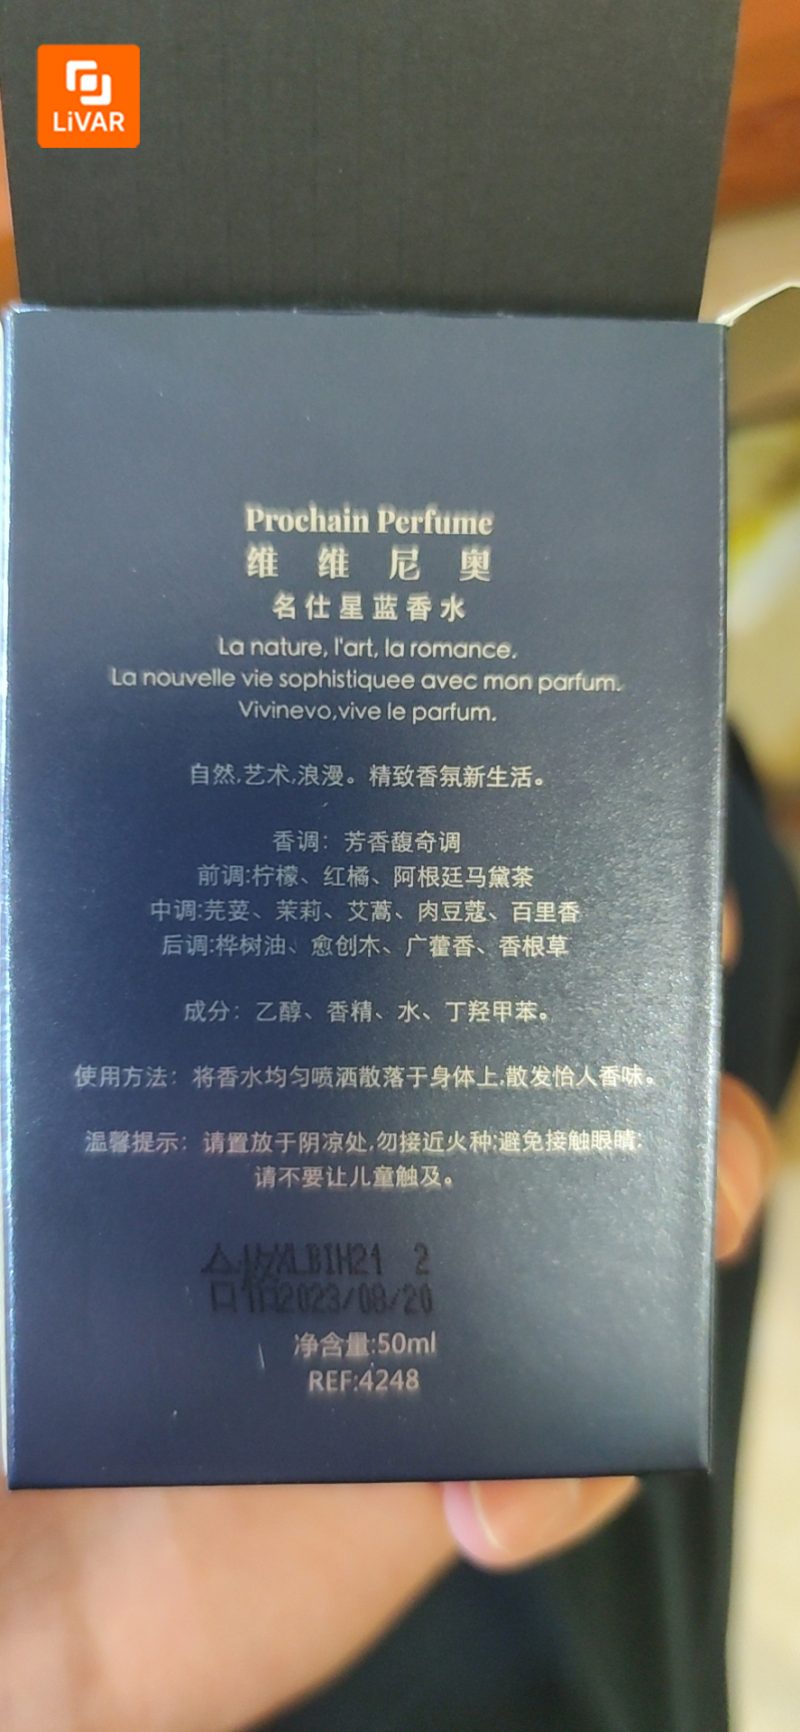 LiVAR
Prochain Perfume
维维尼奥
名仕星蓝香水
La nature, l'art, la romance.
La nouvelle vie sophistiquee avec mon parfum.
Vivinevo,vive le parfum.
自然,艺术,浪漫。精致香氛新生活。
香调：芳香馥奇调
前调:柠檬、红橘、阿根廷马黛茶
中调:芫荽、茉莉、艾蒿、肉豆蔻、百里香
后调:桦树油、愈创木、广藿香、香根草
成分：乙醇、香精、水、丁羟甲苯。
使用方法：将香水均匀喷洒散落于身体上,散发怡人香味。
温馨提示：请置放于阴凉处,勿接近火种;避免接触眼睛;
请不要让儿童触及。
2023/08/20
净含量:50ml
REF:4248